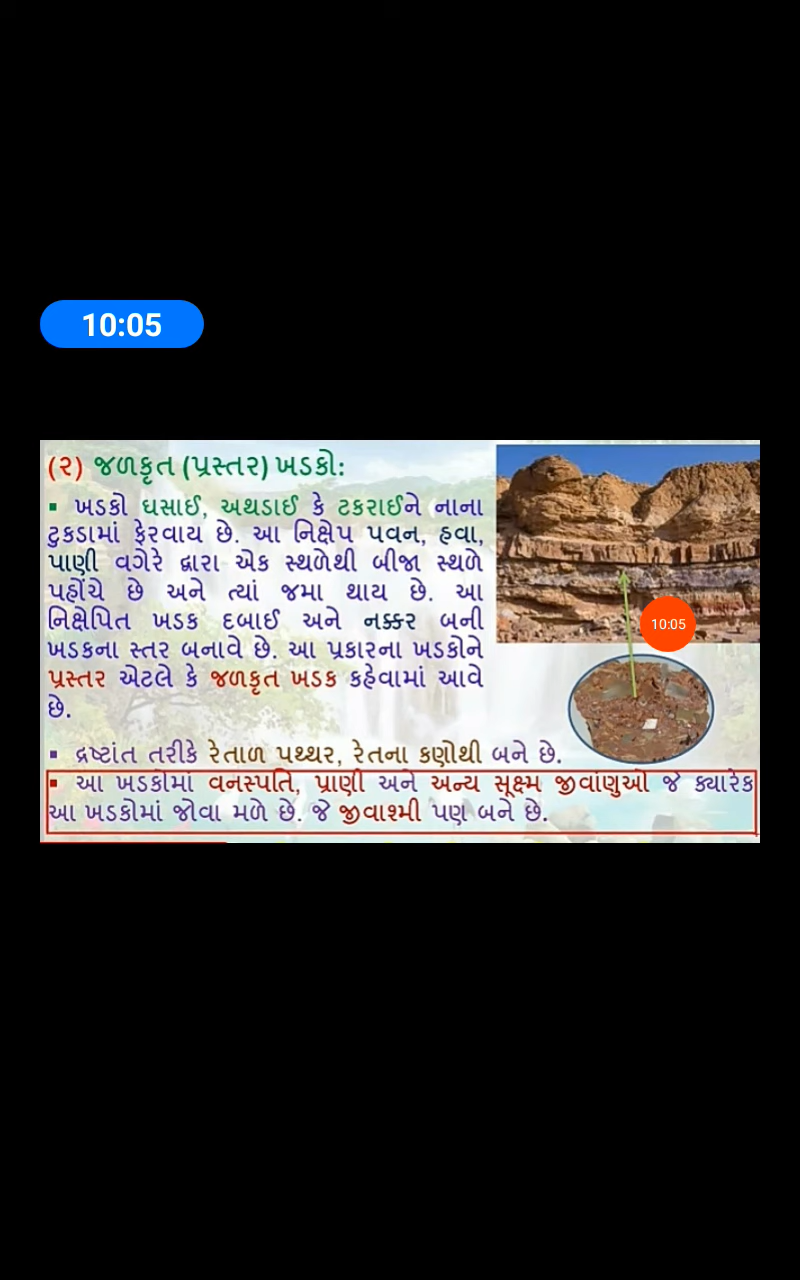 10:05
(૨) જળકૃત (પ્રસ્તર) ખડકો:
▪ ખડકો ઘસાઈ, અથડાઈ કે ટકરાઈને નાના
ટુકડામાં ફેરવાય છે. આ નિક્ષેપ પવન, હવા,
પાણી વગેરે દ્વારા એક સ્થળેથી બીજા સ્થળે
પહોંચે છે અને ત્યાં જમા થાય છે. આ
નિક્ષેપિત ખડક દબાઈ અને નક્કર બની
ખડકના સ્તર બનાવે છે. આ પ્રકારના ખડકોને
10:05
પ્રસ્તર એટલે કે જળકૃત ખડક કહેવામાં આવે
છે.
▪ દ્રષ્ટાંત તરીકે રેતાળ પથ્થર, રેતના કણોથી બને છે.
▪ આ ખડકોમાં વનસ્પતિ, પ્રાણી અને અન્ય સૂક્ષ્મ જીવાંણુઓ જે ક્યારેક
આ ખડકોમાં જોવા મળે છે. જે જીવાશ્મી પણ બને છે.